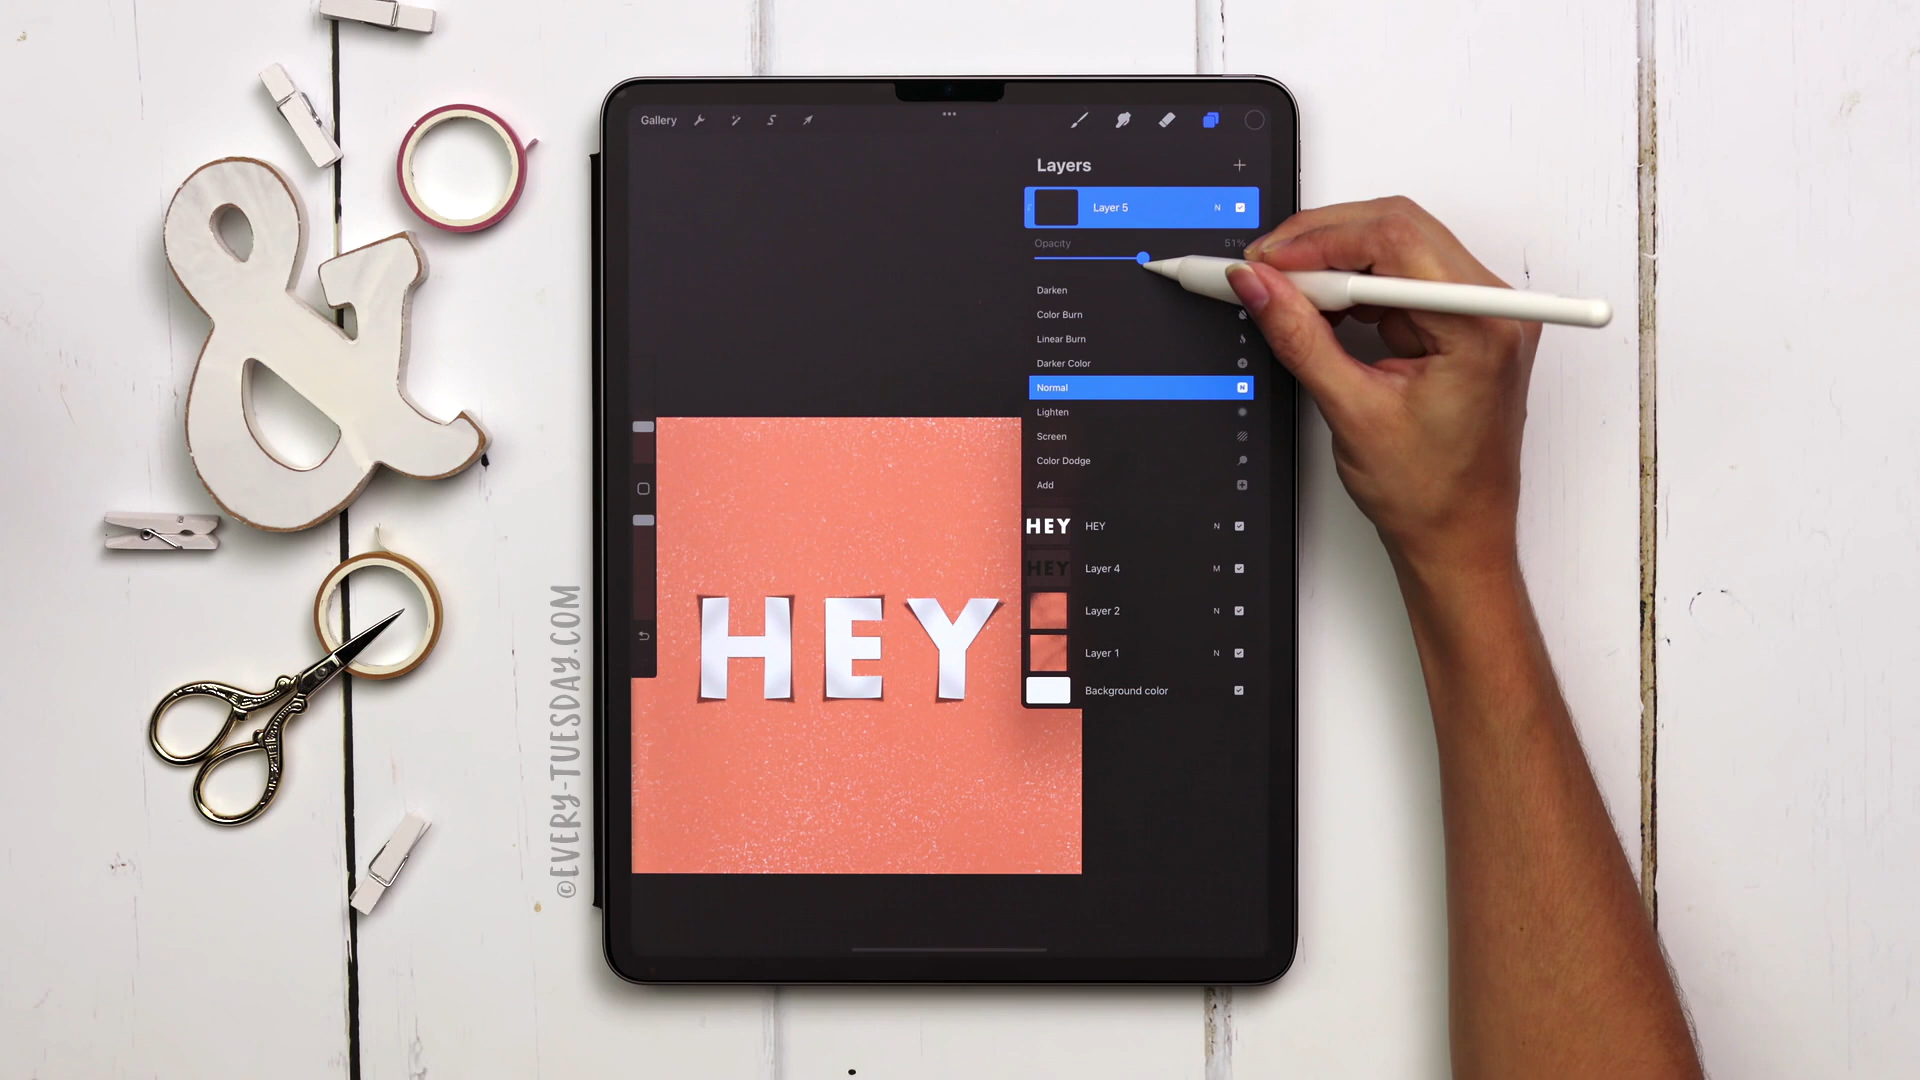 Gallery
Layers
Layer 5 N
Opacity 51%
Darken
Color Burn
Linear Burn
Darker Color
Normal N
Lighten
Screen
Color Dodge
Add
HEY HEY N
HEY Layer 4 M
Layer 2 N
Layer 1 N
Background color
HEY
©EVERY-TUESDAY.COM